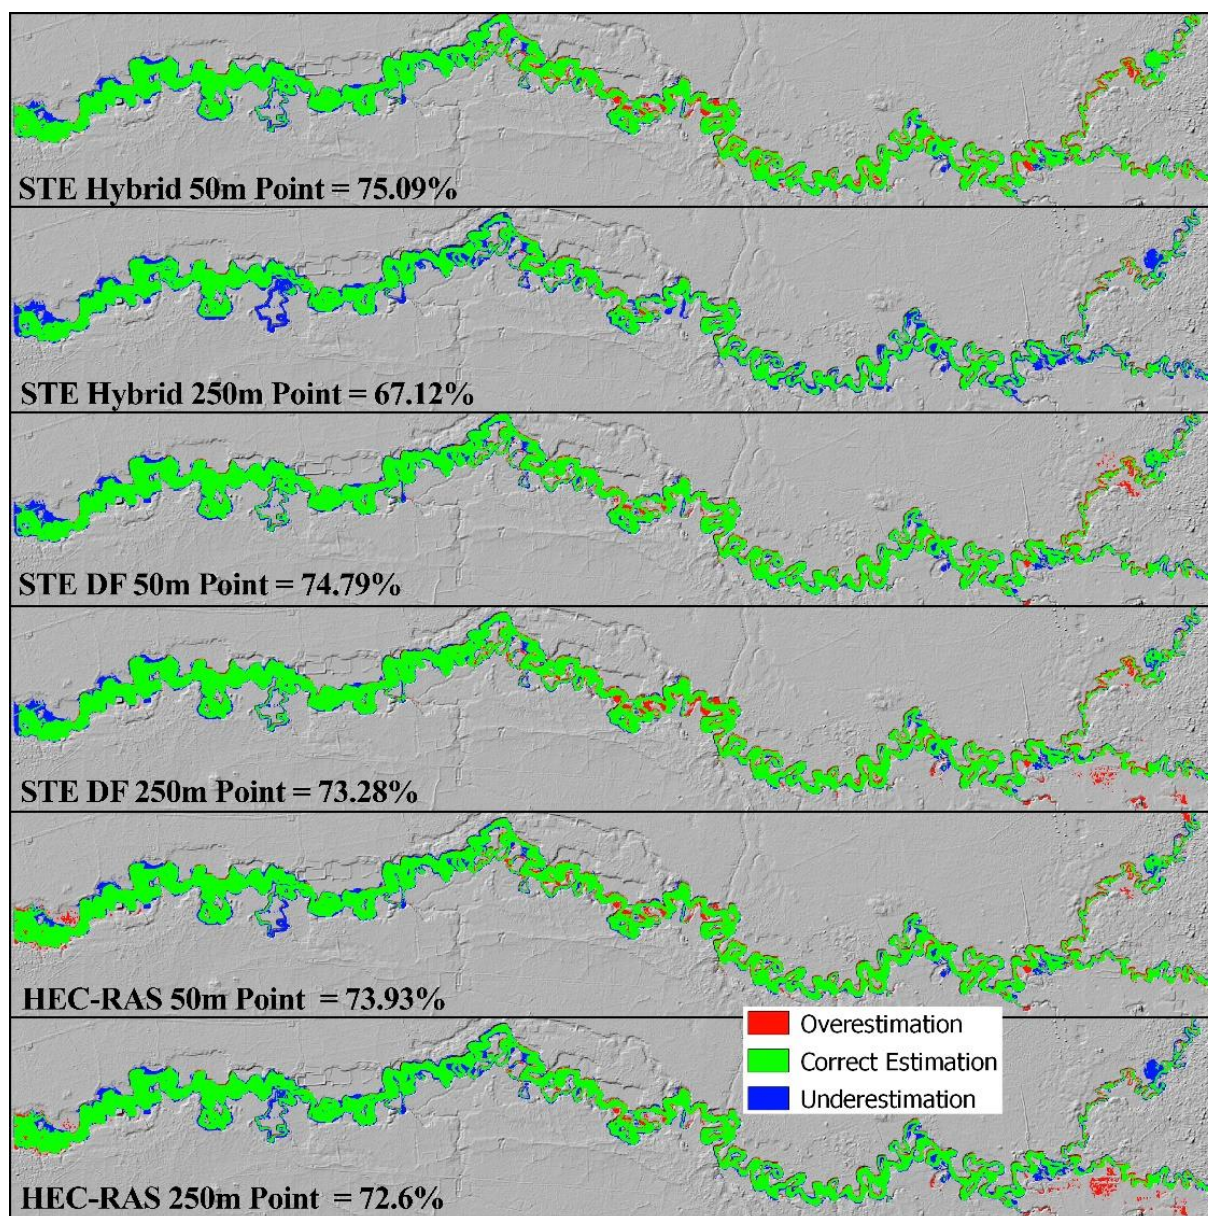 STE Hybrid 50m Point = 75.09%
STE Hybrid 250m Point = 67.12%
STE DF 50m Point = 74.79%
STE DF 250m Point = 73.28%
HEC-RAS 50m Point = 73.93%
Overestimation
Correct Estimation
Underestimation
HEC-RAS 250m Point = 72.6%